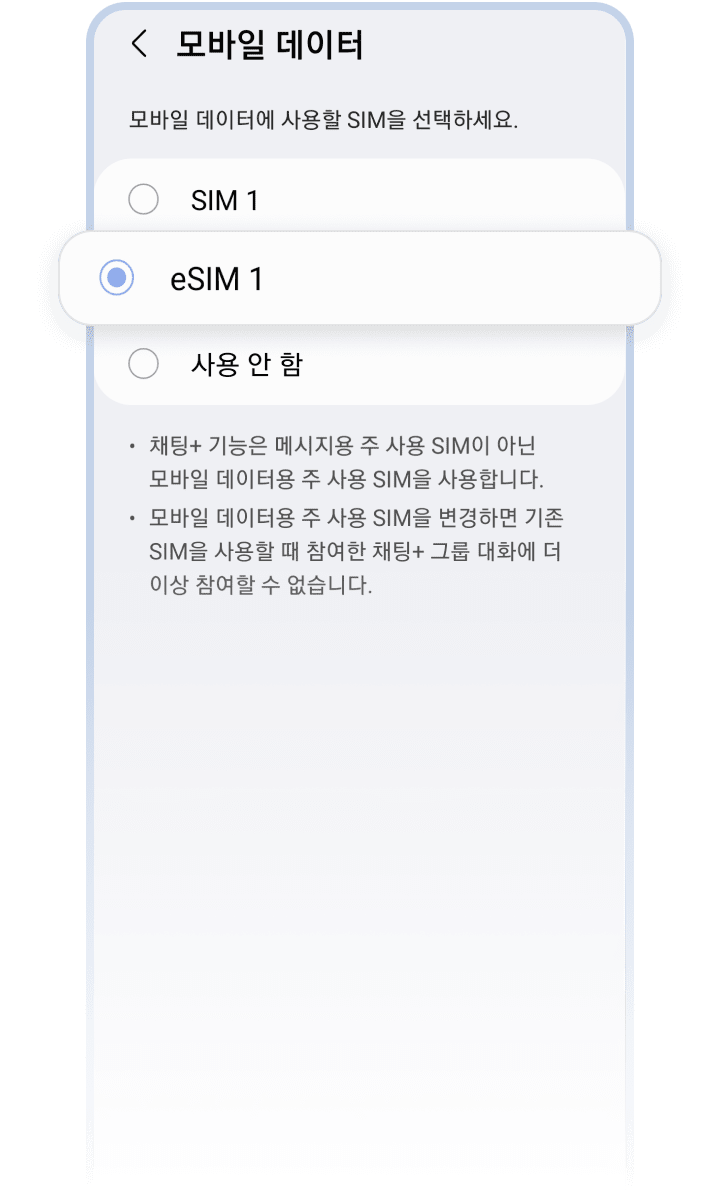 모바일 데이터
모바일 데이터에 사용할 SIM을 선택하세요.
SIM 1
eSIM 1
사용 안 함
• 채팅+ 기능은 메시지용 주 사용 SIM이 아닌
모바일 데이터용 주 사용 SIM을 사용합니다.
• 모바일 데이터용 주 사용 SIM을 변경하면 기존
SIM을 사용할 때 참여한 채팅+ 그룹 대화에 더
이상 참여할 수 없습니다.